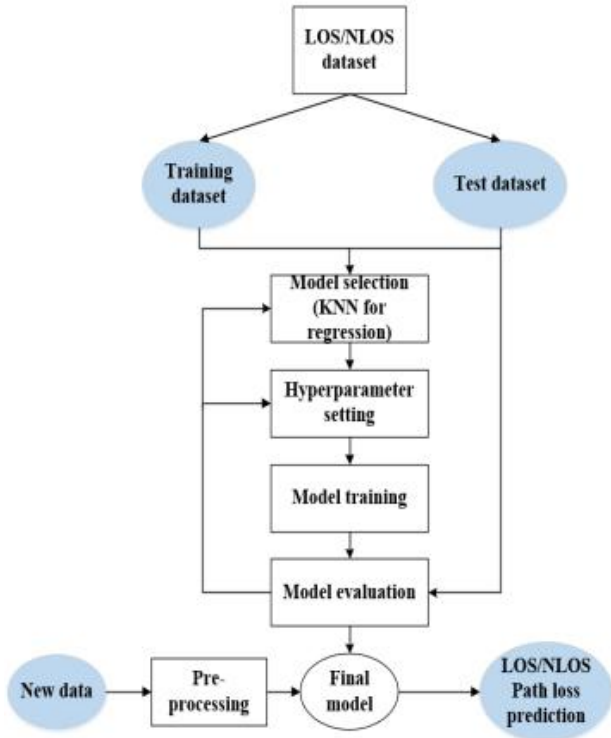 LOS/NLOS
dataset
Training
dataset
Test dataset
Model selection
(KNN for
regression)
Hyperparameter
setting
Model training
Model evaluation
New data
Pre-
processing
Final
model
LOS/NLOS
Path loss
prediction